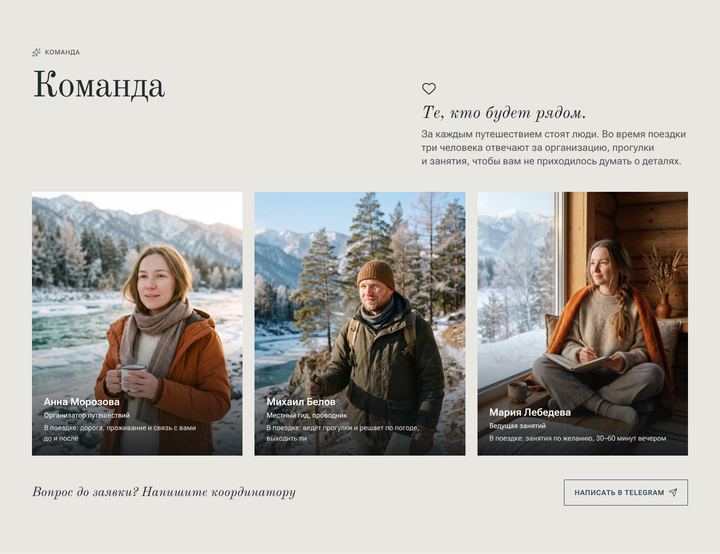 КОМАНДА
Команда
Те, кто будет рядом.
За каждым путешествием стоят люди. Во время поездки
три человека отвечают за организацию, прогулки
и занятия, чтобы вам не приходилось думать о деталях.
Анна Морозова
Организатор путешествий
В поездке: дорога, проживание и связь с вами
до и после
Михаил Белов
Местный гид, проводник
В поездке: ведёт прогулки и решает по погоде,
выходить ли
Мария Лебедева
Ведущая занятий
В поездке: занятия по желанию, 30–60 минут вечером
Вопрос до заявки? Напишите координатору
НАПИСАТЬ В TELEGRAM